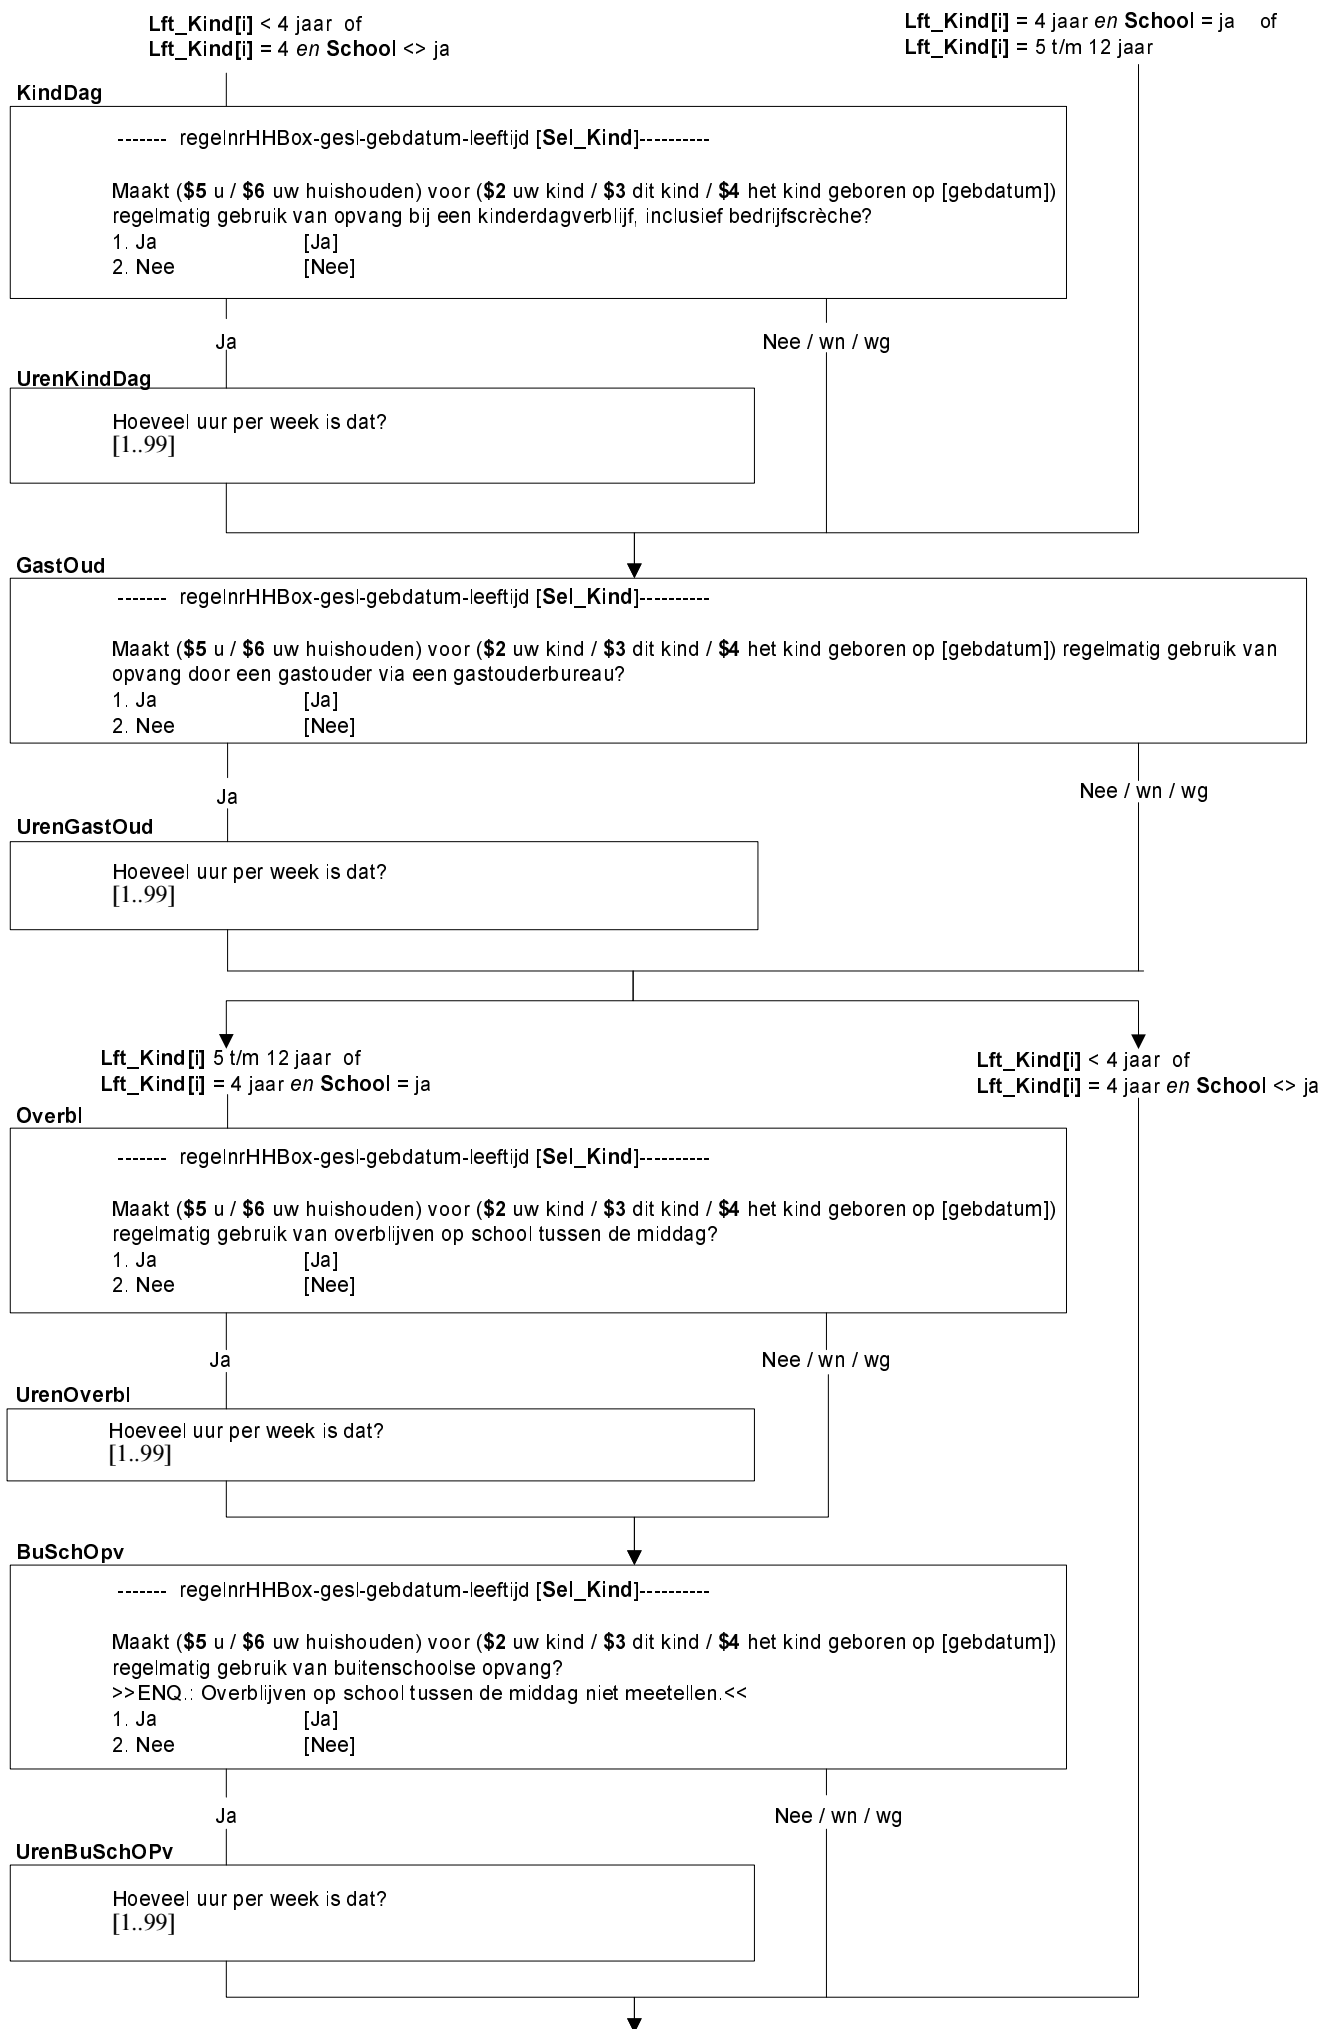 Lft_Kind[i] < 4 jaar of
Lft_Kind[i] = 4 en School <> ja
Lft_Kind[i] = 4 jaar en School = ja of
Lft_Kind[i] = 5 t/m 12 jaar
KindDag
------- regelnrHHBox-gesl-gebdatum-leeftijd [Sel_Kind]----------
Maakt ($5 u / $6 uw huishouden) voor ($2 uw kind / $3 dit kind / $4 het kind geboren op [gebdatum])
regelmatig gebruik van opvang bij een kinderdagverblijf, inclusief bedrijfscrèche?
1. Ja [Ja]
2. Nee [Nee]
Ja
Nee / wn / wg
UrenKindDag
Hoeveel uur per week is dat?
[1..99]
GastOud
------- regelnrHHBox-gesl-gebdatum-leeftijd [Sel_Kind]----------
Maakt ($5 u / $6 uw huishouden) voor ($2 uw kind / $3 dit kind / $4 het kind geboren op [gebdatum]) regelmatig gebruik van
opvang door een gastouder via een gastouderbureau?
1. Ja [Ja]
2. Nee [Nee]
Ja
Nee / wn / wg
UrenGastOud
Hoeveel uur per week is dat?
[1..99]
Lft_Kind[i] 5 t/m 12 jaar of
Lft_Kind[i] = 4 jaar en School = ja
Lft_Kind[i] < 4 jaar of
Lft_Kind[i] = 4 jaar en School <> ja
Overbl
------- regelnrHHBox-gesl-gebdatum-leeftijd [Sel_Kind]----------
Maakt ($5 u / $6 uw huishouden) voor ($2 uw kind / $3 dit kind / $4 het kind geboren op [gebdatum])
regelmatig gebruik van overblijven op school tussen de middag?
1. Ja [Ja]
2. Nee [Nee]
Ja
Nee / wn / wg
UrenOverbl
Hoeveel uur per week is dat?
[1..99]
BuSchOpv
------- regelnrHHBox-gesl-gebdatum-leeftijd [Sel_Kind]----------
Maakt ($5 u / $6 uw huishouden) voor ($2 uw kind / $3 dit kind / $4 het kind geboren op [gebdatum])
regelmatig gebruik van buitenschoolse opvang?
>>ENQ.: Overblijven op school tussen de middag niet meetellen.<<
1. Ja [Ja]
2. Nee [Nee]
Ja
Nee / wn / wg
UrenBuSchOPv
Hoeveel uur per week is dat?
[1..99]